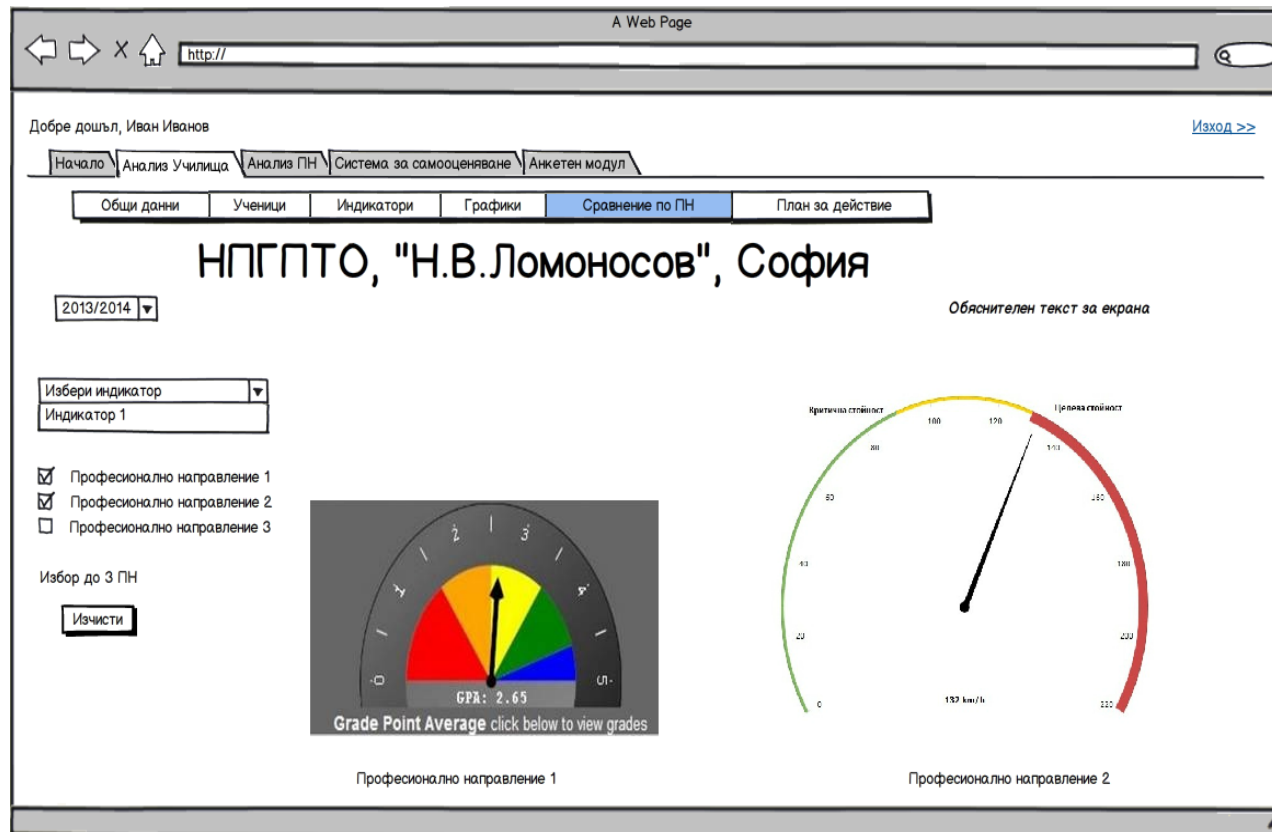 A Web Page
http://
Добре дошъл, Иван Иванов
Изход >>
Начало Анализ Училища Анализ ПН Система за самооценяване Анкетен модул
Общи данни Ученици Индикатори Графики Сравнение по ПН План за действие
НПГПТО, "Н.В.Ломоносов", София
2013/2014
Обяснителен текст за екрана
Избери индикатор
Индикатор 1
Професионално направление 1
Професионално направление 2
Професионално направление 3
Избор до 3 ПН
Изчисти
0 1 2 3 4 5
GPA: 2.65
Grade Point Average click below to view grades
Професионално направление 1
Критична стойност
Целева стойност
0 20 40 60 80 100 120 140 160 180 200 220
132 km/h
Професионално направление 2